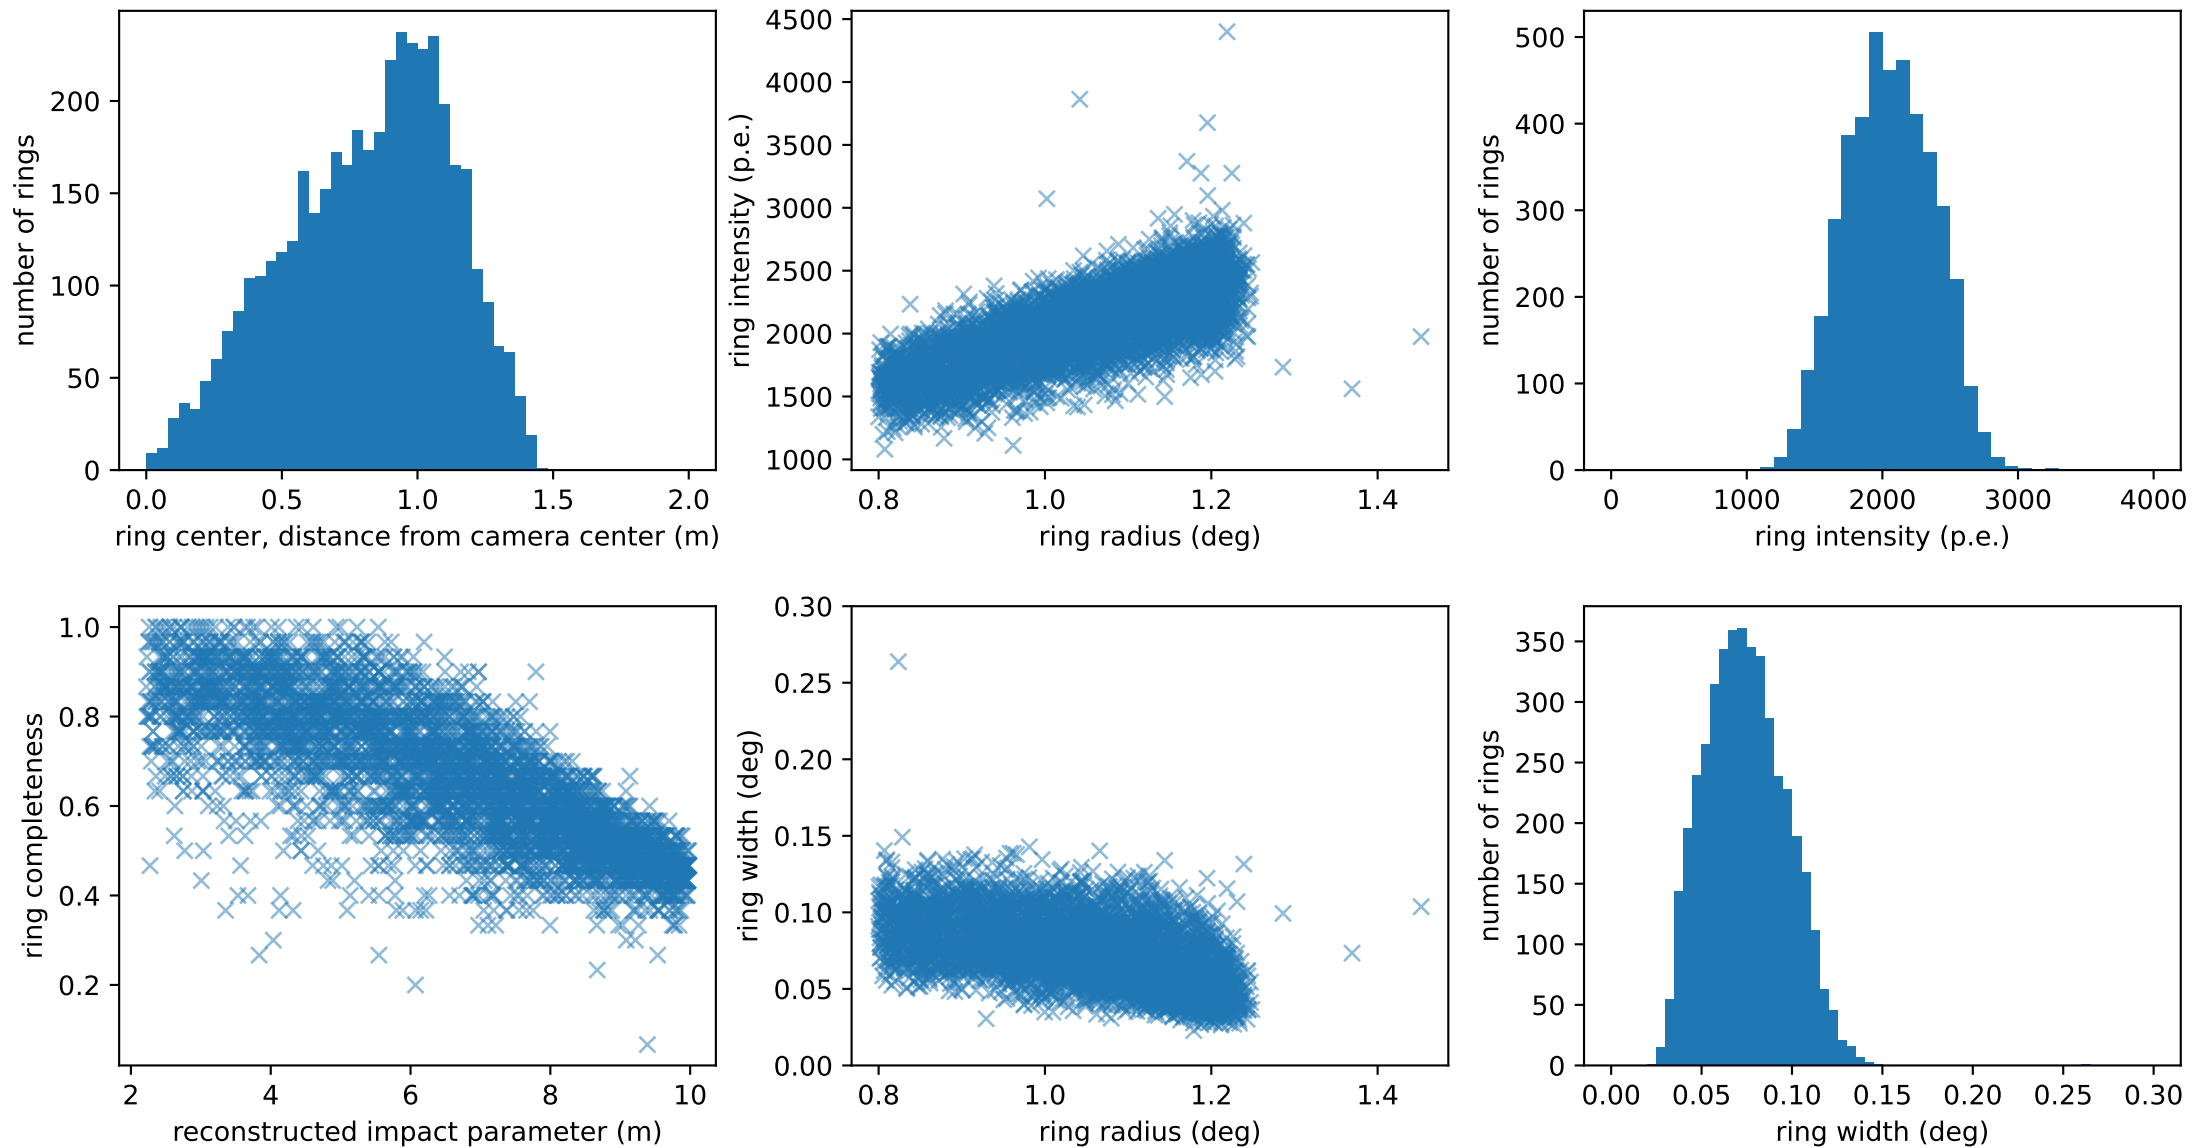 number of rings
200
150
100
50
0
0.0 0.5 1.0 1.5 2.0
ring center, distance from camera center (m)
ring intensity (p.e.)
4500
4000
3500
3000
2500
2000
1500
1000
0.8 1.0 1.2 1.4
ring radius (deg)
number of rings
500
400
300
200
100
0
0 1000 2000 3000 4000
ring intensity (p.e.)
ring completeness
1.0
0.8
0.6
0.4
0.2
2 4 6 8 10
reconstructed impact parameter (m)
ring width (deg)
0.30
0.25
0.20
0.15
0.10
0.05
0.00
0.8 1.0 1.2 1.4
ring radius (deg)
number of rings
350
300
250
200
150
100
50
0
0.00 0.05 0.10 0.15 0.20 0.25 0.30
ring width (deg)